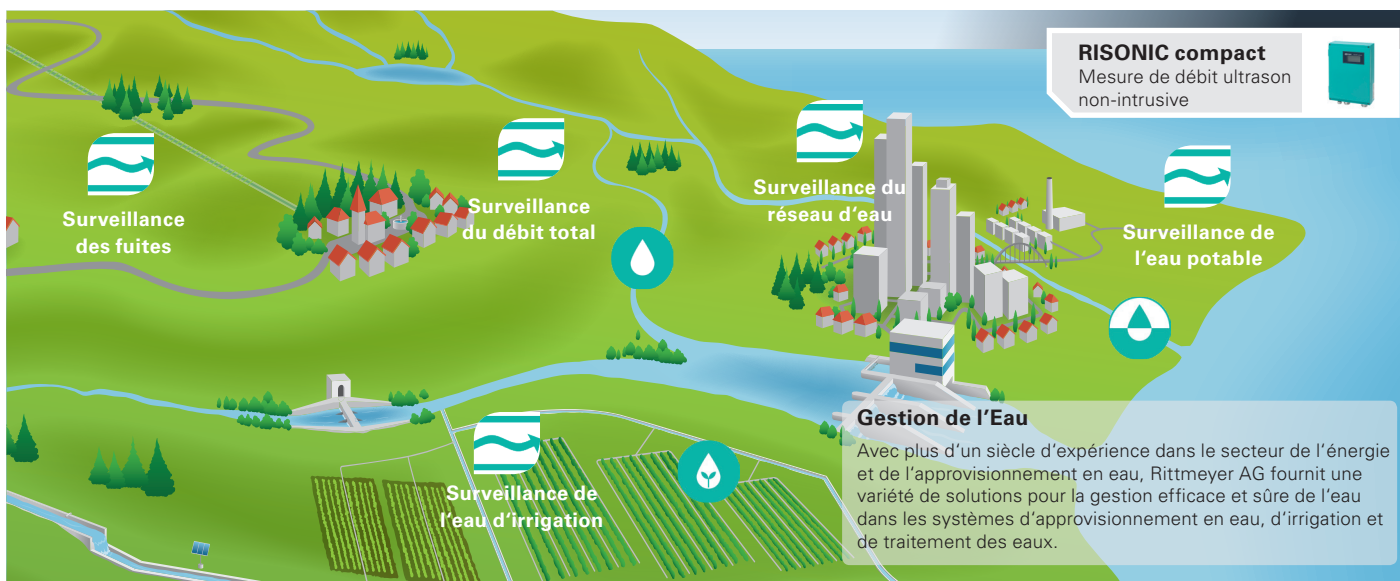 RISONIC compact
Mesure de débit ultrason
non-intrusive
Surveillance
des fuites
Surveillance
du débit total
Surveillance du
réseau d’eau
Surveillance de
l’eau potable
Surveillance de
l’eau d’irrigation
Gestion de l’Eau
Avec plus d’un siècle d’expérience dans le secteur de l’énergie
et de l’approvisionnement en eau, Rittmeyer AG fournit une
variété de solutions pour la gestion efficace et sûre de l’eau
dans les systèmes d’approvisionnement en eau, d’irrigation et
de traitement des eaux.